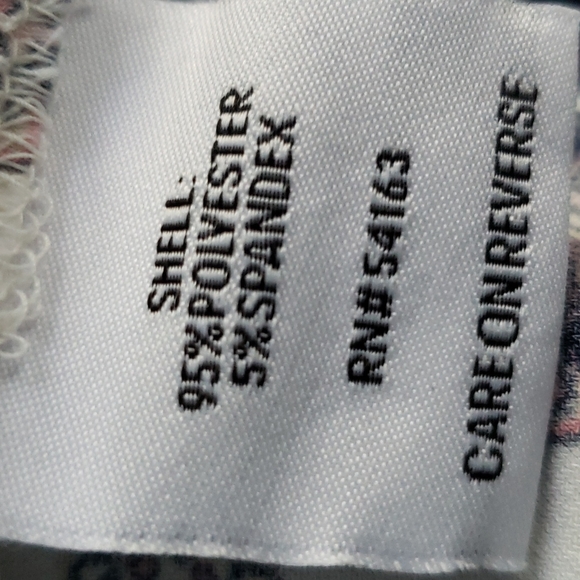 SHELL:
95%POLYESTER
5%SPANDEX
RN# 54163
CARE ON REVERSE